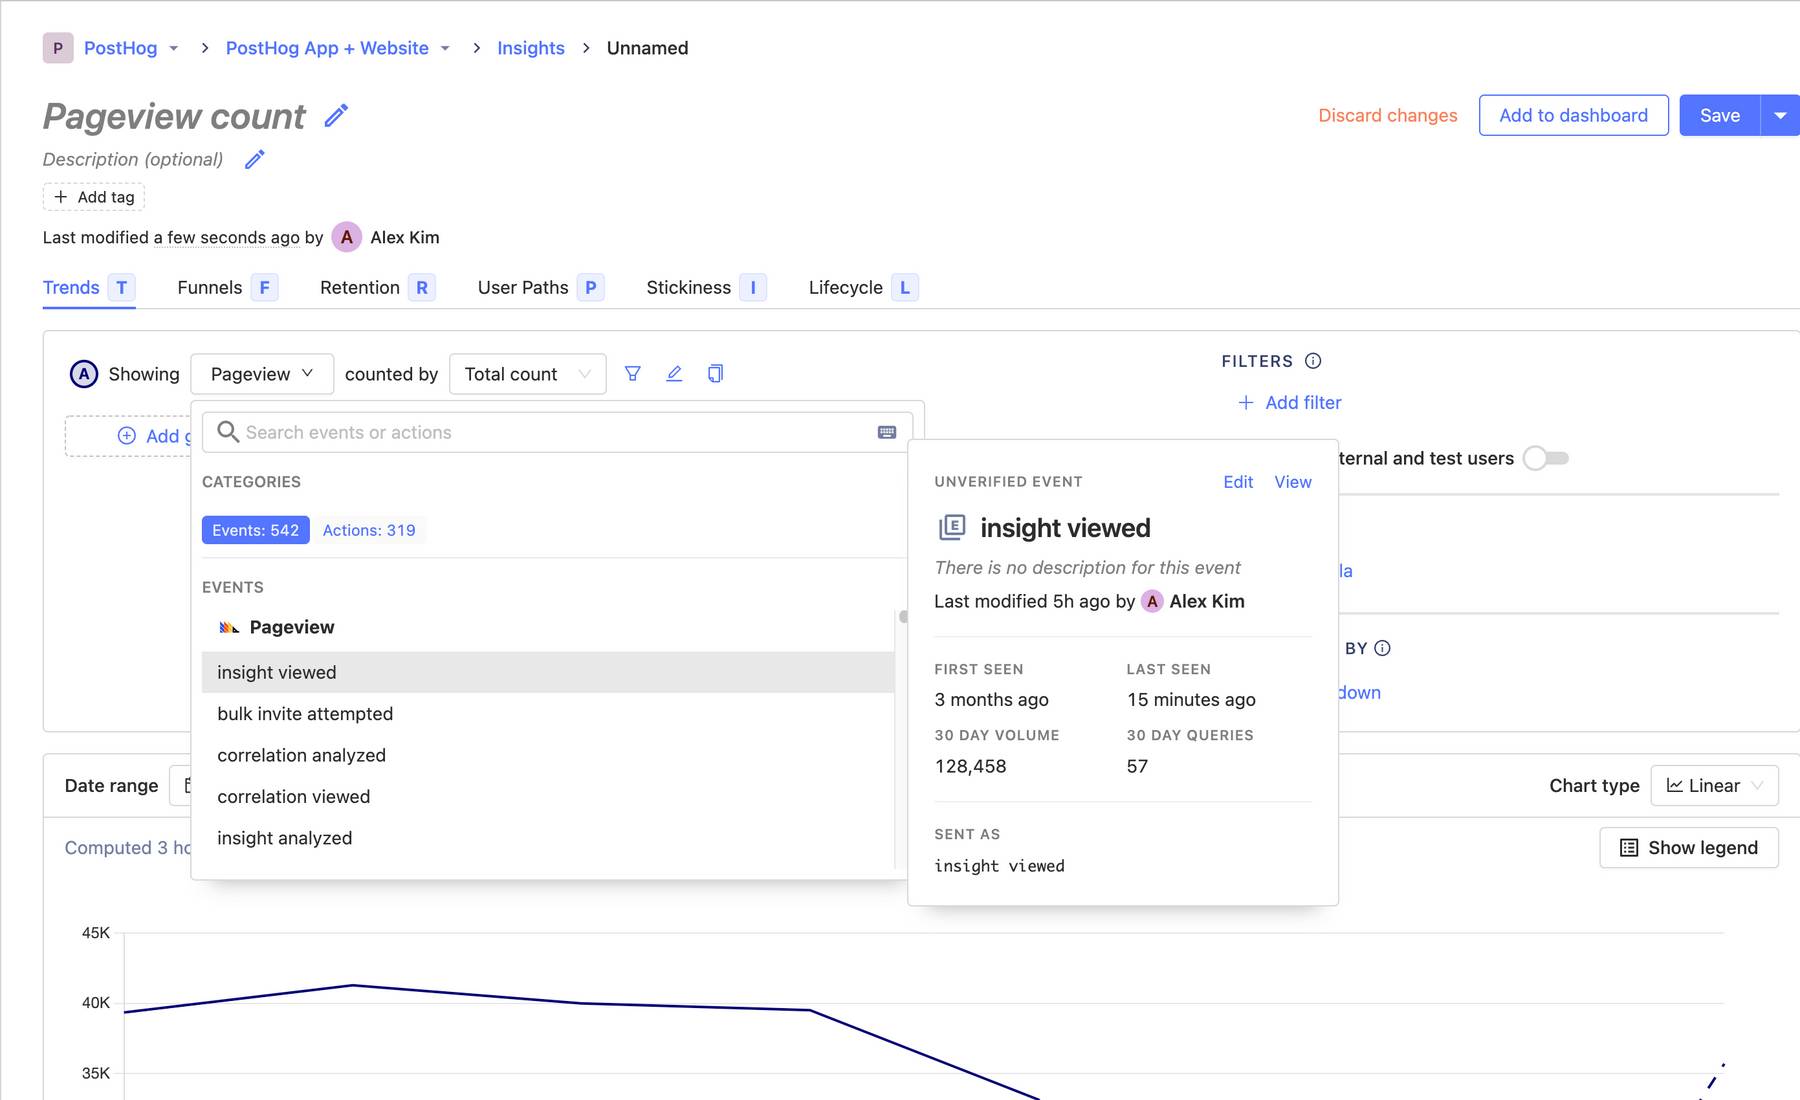 P PostHog > PostHog App + Website > Insights > Unnamed
Pageview count
Discard changes Add to dashboard Save
Description (optional)
+ Add tag
Last modified a few seconds ago by A Alex Kim
Trends T Funnels F Retention R User Paths P Stickiness I Lifecycle L
A Showing Pageview counted by Total count
FILTERS
+ Add filter
Add g
Search events or actions
ternal and test users
CATEGORIES
Events: 542 Actions: 319
EVENTS
Pageview
insight viewed
bulk invite attempted
correlation analyzed
correlation viewed
insight analyzed
UNVERIFIED EVENT Edit View
E insight viewed
There is no description for this event
Last modified 5h ago by A Alex Kim
FIRST SEEN LAST SEEN
3 months ago 15 minutes ago
30 DAY VOLUME 30 DAY QUERIES
128,458 57
SENT AS
insight viewed
la
BY
down
Date range
Chart type Linear
Computed 3 ho
Show legend
45K
40K
35K